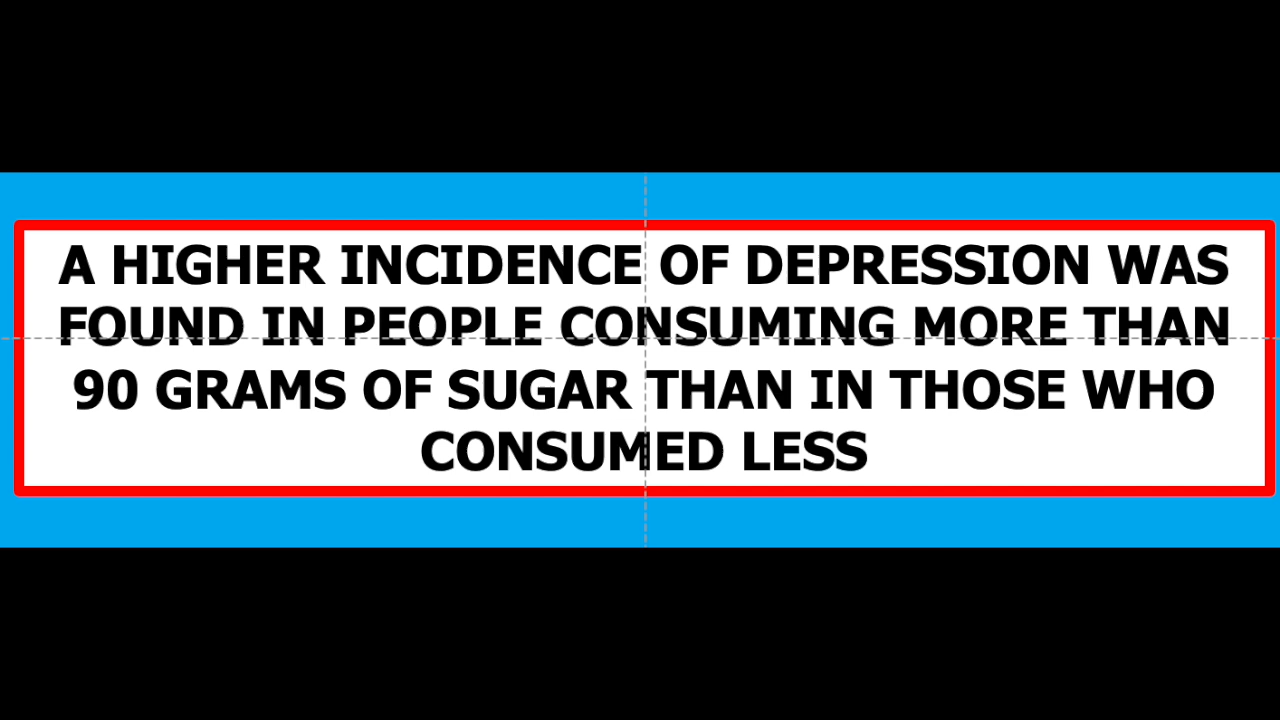 A HIGHER INCIDENCE OF DEPRESSION WAS
FOUND IN PEOPLE CONSUMING MORE THAN
90 GRAMS OF SUGAR THAN IN THOSE WHO
CONSUMED LESS